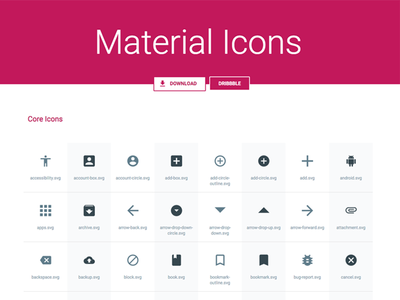 Material Icons
DOWNLOAD
DRIBBBLE
Core Icons
accessibility.svg
account-box.svg
account-circle.svg
add-box.svg
add-circle-
outline.svg
add-circle.svg
add.svg
android.svg
apps.svg
archive.svg
arrow-back.svg
arrow-drop-down-
circle.svg
arrow-drop-
down.svg
arrow-drop-up.svg
arrow-forward.svg
attachment.svg
backspace.svg
backup.svg
block.svg
book.svg
bookmark-
outline.svg
bookmark.svg
bug-report.svg
cancel.svg